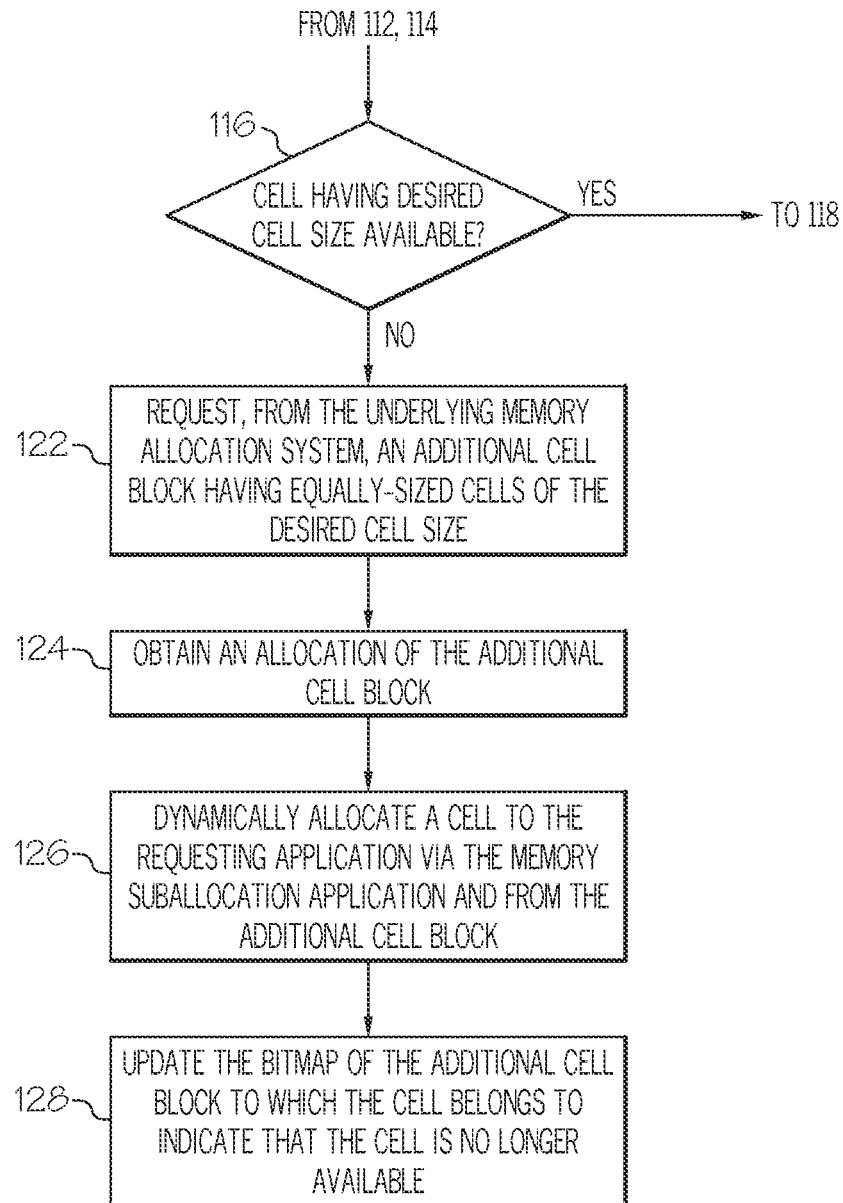 FROM 112, 114
116
CELL HAVING DESIRED
CELL SIZE AVAILABLE?
YES
TO 118
NO
122
REQUEST, FROM THE UNDERLYING MEMORY
ALLOCATION SYSTEM, AN ADDITIONAL CELL
BLOCK HAVING EQUALLY-SIZED CELLS OF THE
DESIRED CELL SIZE
124
OBTAIN AN ALLOCATION OF THE ADDITIONAL
CELL BLOCK
126
DYNAMICALLY ALLOCATE A CELL TO THE
REQUESTING APPLICATION VIA THE MEMORY
SUBALLOCATION APPLICATION AND FROM THE
ADDITIONAL CELL BLOCK
128
UPDATE THE BITMAP OF THE ADDITIONAL CELL
BLOCK TO WHICH THE CELL BELONGS TO
INDICATE THAT THE CELL IS NO LONGER
AVAILABLE